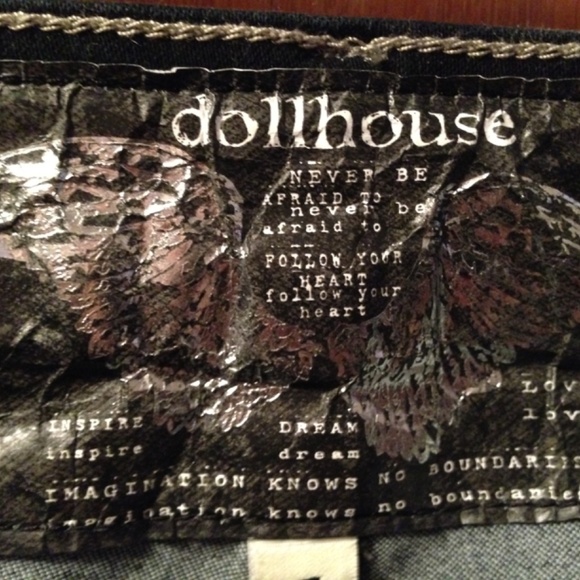 dollhouse
NEVER BE
AFRAID TO
never be
afraid to
FOLLOW YOUR
HEART
follow your
heart
LOV
lov
INSPIRE DREAM
inspire dream
IMAGINATION KNOWS NO BOUNDARIES
imagination knows no boundaries